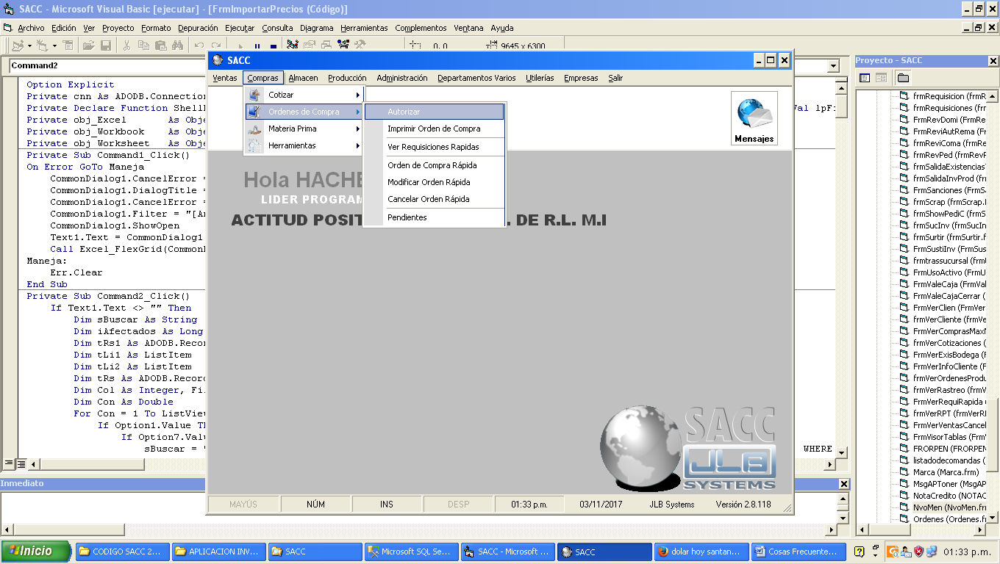 SACC - Microsoft Visual Basic [ejecutar] - [FrmImportarPrecios (Código)]
Archivo Edición Ver Proyecto Formato Depuración Ejecutar Consulta Diagrama Herramientas Complementos Ventana Ayuda
0, 0 9645 x 6300
Command2
Option Explicit
Private cnn As ADODB.Connection
Private Declare Function Shell
Private obj_Excel As Obje
Private obj_Workbook As Obje
Private obj_Worksheet As Obje
Private Sub Command1_Click()
On Error GoTo Maneja
CommonDialog1.CancelError =
CommonDialog1.DialogTitle =
CommonDialog1.CancelError =
CommonDialog1.Filter = "[Ar
CommonDialog1.ShowOpen
Text1.Text = CommonDialog1
Call Excel_FlexGrid(Common
Maneja:
Err.Clear
End Sub
Private Sub Command2_Click()
If Text1.Text <> "" Then
Dim sBuscar As String
Dim iAfectados As Long
Dim tRs1 As ADODB.Recor
Dim tLi1 As ListItem
Dim tLi2 As ListItem
Dim tRs As ADODB.Record
Dim Col As Integer, Fi
Dim Con As Double
For Con = 1 To ListView
If Option1.Value Th
If Option7.Val
sBuscar = "
WHERE
Val lpFi
SACC
Ventas Compras Almacen Producción Administración Departamentos Varios Utilerías Empresas Salir
Cotizar
Ordenes de Compra
Materia Prima
Herramientas
Autorizar
Imprimir Orden de Compra
Ver Requisiciones Rapidas
Orden de Compra Rápida
Modificar Orden Rápida
Cancelar Orden Rápida
Pendientes
Mensajes
Hola HACHE
LIDER PROGRAM
ACTITUD POSIT . DE R.L. M.I
SACC
JLB
SYSTEMS
MAYÚS NÚM INS DESP 01:33 p.m. 03/11/2017 JLB Systems Versión 2.8.118
Proyecto - SACC
frmRequisicion (frmR
frmRequisiciones (fr
FrmRevDomi (FrmRe
FrmReviAutRema (F
frmReviComa (frmRe
frmRevPed (frmRevP
frmSalidaExistencias
frmSalidaInvProd (fr
frmSanciones (frmSa
frmScrap (frmScrap.f
frmShowPediC (frmS
frmSucInv (frmSucIn
frmSurtir (frmSurtir.f
FrmSustiInv (FrmSus
frmtrassucursal (frmt
FrmUsoActivo (FrmU
FrmValeCaja (FrmVal
FrmValeCajaCerrar (
FrmVerClien (FrmVer
frmVerCliente (frmVe
FrmVerComprasMaxM
frmVerCotizaciones (
FrmVerExisBodega (
FrmVerInfoCliente (F
frmVerOrdenesProdu
frmVerRastreo (frmV
FrmVerRequiRapida (
frmVerRPT (frmVerRI
FrmVerVentasCancel
FrmVisorTablas (Frm
FRORPEN (FRORPEN
listadodecomandas (
Marca (Marca.frm)
MsgAPToner (MsgAP
NotaCredito (NOTAC
NvoMen (NvoMen.frm
Ordenes (Ordenes.fr
Inmediato
Inicio CODIGO SACC 2... APLICACION INV... SACC Microsoft SQL Se... SACC - Microsoft ... SACC dolar hoy santan... Cosas Frecuente... 01:33 p.m.